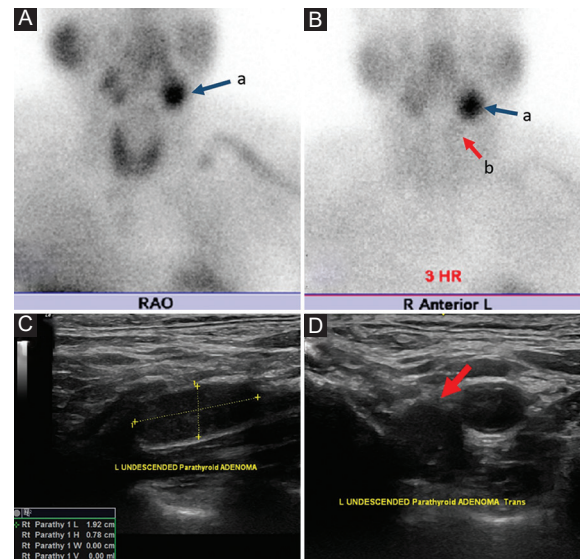 A
a
RAO
B
a
b
3 HR
R Anterior L
C
L UNDESCENDED Parathyroid ADENOMA
Rt Parathy 1 L 1.92 cm
Rt Parathy 1 H 0.78 cm
Rt Parathy 1 W 0.00 cm
Rt Parathy 1 V 0.00 ml
D
L UNDESCENDED Parathyroid ADENOMA Trans